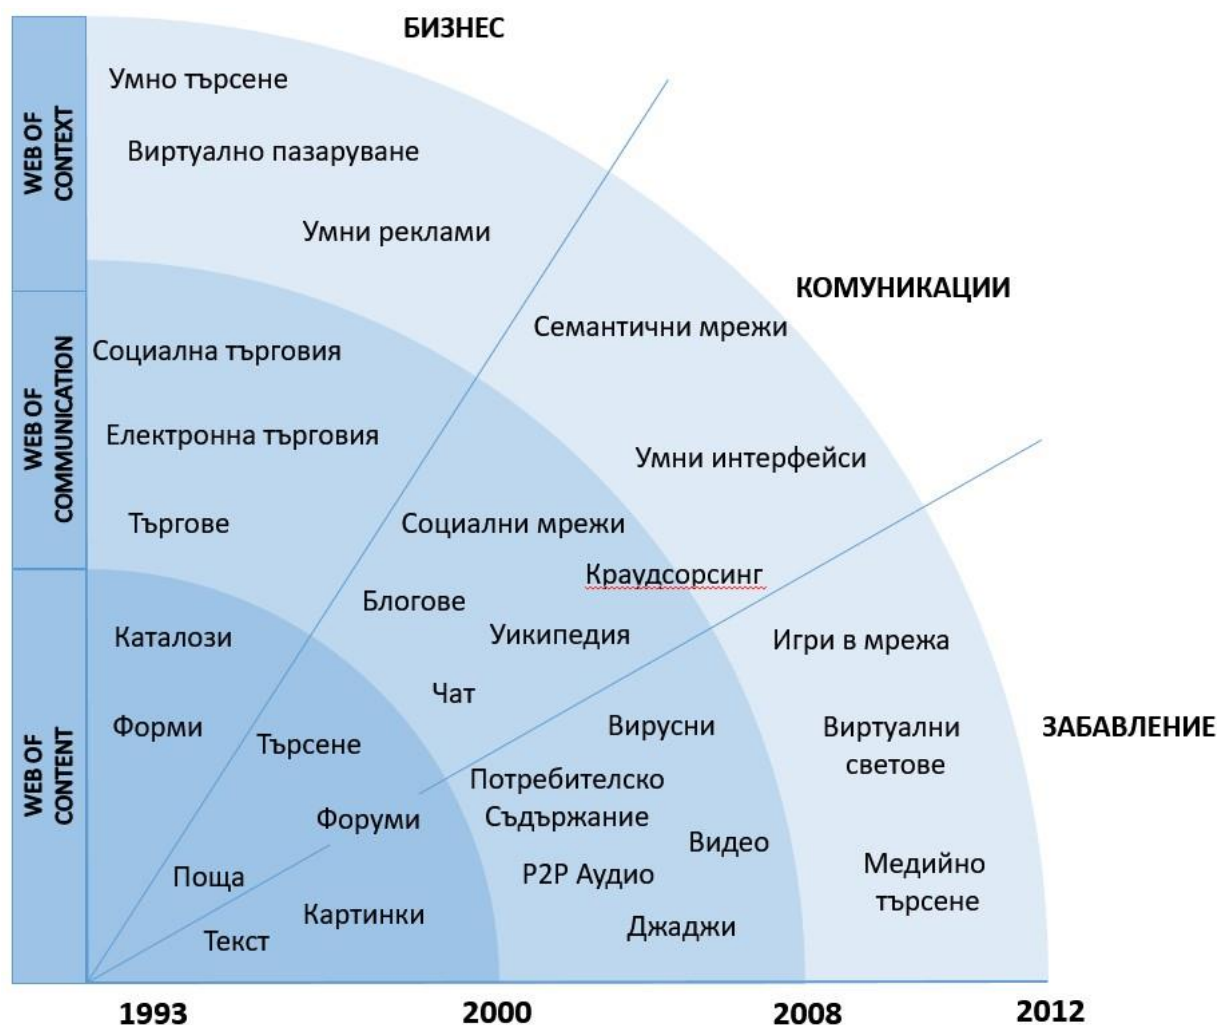 БИЗНЕС
Умно търсене
WEB OF
CONTEXT
Виртуално пазаруване
Умни реклами
КОМУНИКАЦИИ
Семантични мрежи
Социална търговия
WEB OF
COMMUNICATION
Електронна търговия
Умни интерфейси
Търгове
Социални мрежи
Краудсорсинг
Блогове
Уикипедия
Каталози
Игри в мрежа
Чат
Форми
Търсене
Вирусни
Виртуални
светове
ЗАБАВЛЕНИЕ
WEB OF
CONTENT
Потребителско
Съдържание
Форуми
Видео
Поща
P2P Аудио
Медийно
търсене
Картинки
Текст
Джаджи
1993
2000
2008
2012